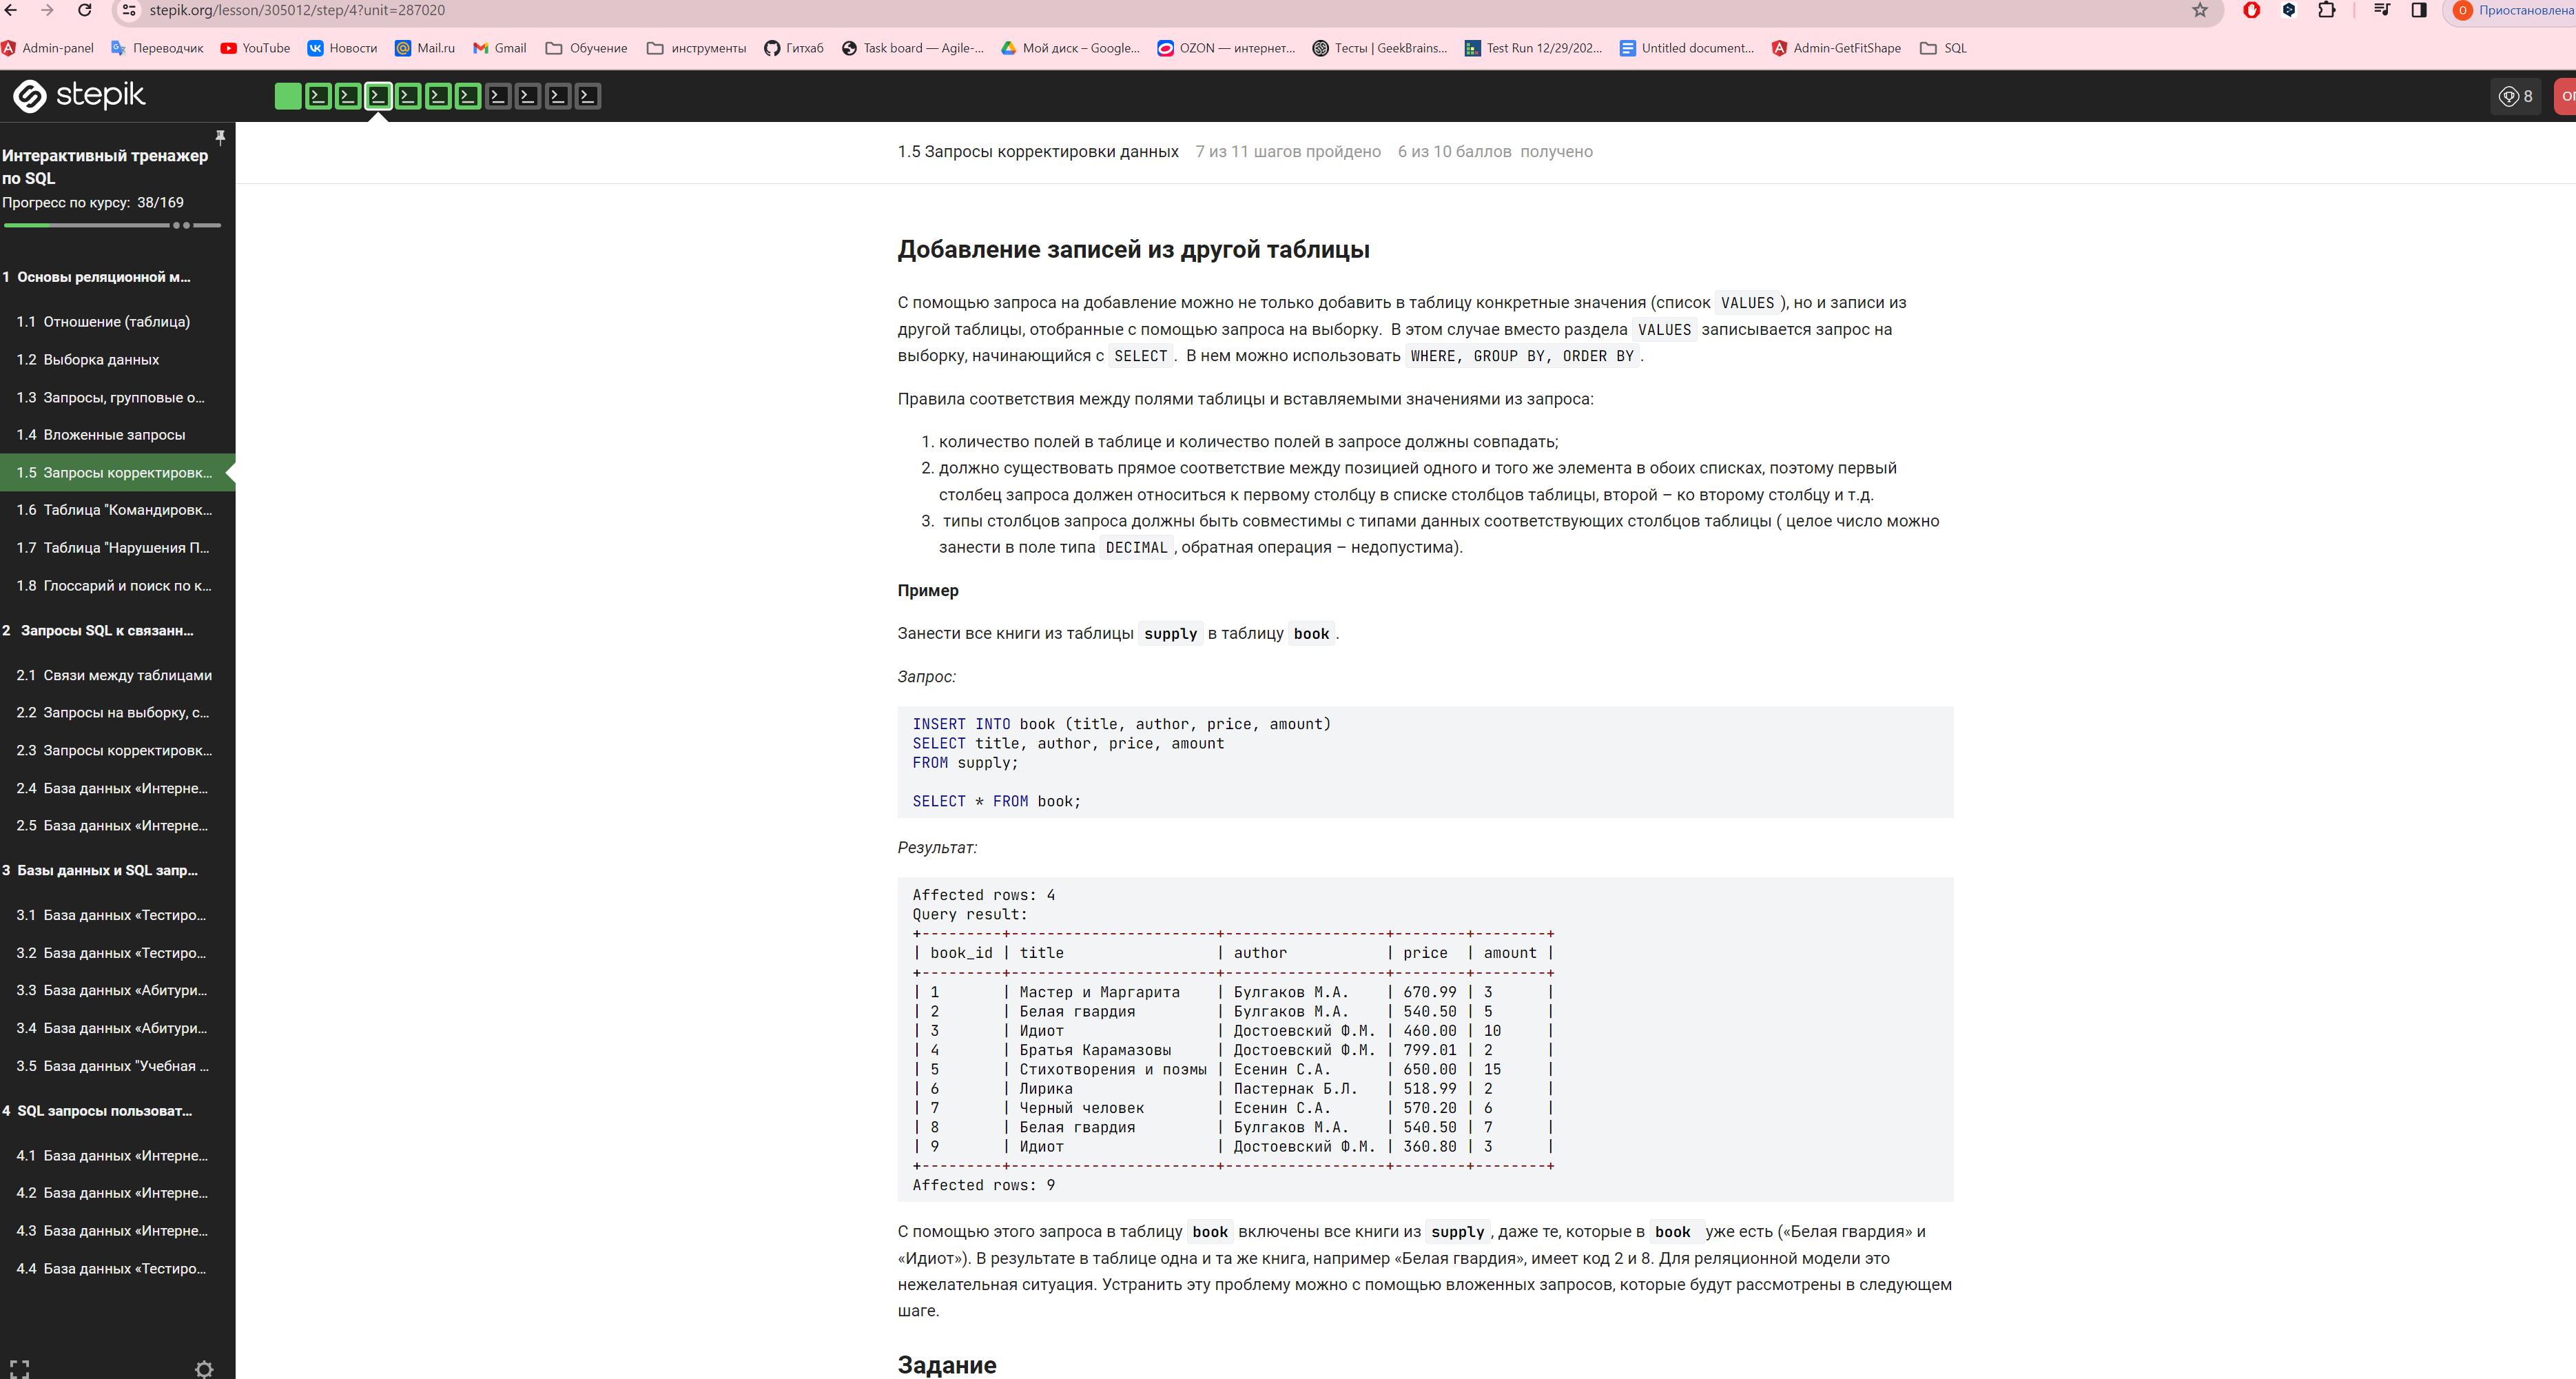 stepik.org/lesson/305012/step/4?unit=287020
О Приостановлена
Admin-panel Переводчик YouTube Новости Mail.ru Gmail Обучение инструменты Гитхаб Task board — Agile-... Мой диск – Google... OZON — интернет... Тесты | GeekBrains... Test Run 12/29/202... Untitled document... Admin-GetFitShape SQL
stepik
8
Интерактивный тренажер
по SQL
Прогресс по курсу: 38/169
1 Основы реляционной м...
1.1 Отношение (таблица)
1.2 Выборка данных
1.3 Запросы, групповые о...
1.4 Вложенные запросы
1.5 Запросы корректировк...
1.6 Таблица "Командировк...
1.7 Таблица "Нарушения П...
1.8 Глоссарий и поиск по к...
2 Запросы SQL к связанн...
2.1 Связи между таблицами
2.2 Запросы на выборку, с...
2.3 Запросы корректировк...
2.4 База данных «Интерне...
2.5 База данных «Интерне...
3 Базы данных и SQL запр...
3.1 База данных «Тестиро...
3.2 База данных «Тестиро...
3.3 База данных «Абитури...
3.4 База данных «Абитури...
3.5 База данных "Учебная ...
4 SQL запросы пользоват...
4.1 База данных «Интерне...
4.2 База данных «Интерне...
4.3 База данных «Интерне...
4.4 База данных «Тестиро...
1.5 Запросы корректировки данных 7 из 11 шагов пройдено 6 из 10 баллов получено
Добавление записей из другой таблицы
С помощью запроса на добавление можно не только добавить в таблицу конкретные значения (список VALUES), но и записи из
другой таблицы, отобранные с помощью запроса на выборку. В этом случае вместо раздела VALUES записывается запрос на
выборку, начинающийся с SELECT. В нем можно использовать WHERE, GROUP BY, ORDER BY.
Правила соответствия между полями таблицы и вставляемыми значениями из запроса:
1. количество полей в таблице и количество полей в запросе должны совпадать;
2. должно существовать прямое соответствие между позицией одного и того же элемента в обоих списках, поэтому первый
столбец запроса должен относиться к первому столбцу в списке столбцов таблицы, второй – ко второму столбцу и т.д.
3. типы столбцов запроса должны быть совместимы с типами данных соответствующих столбцов таблицы ( целое число можно
занести в поле типа DECIMAL, обратная операция – недопустима).
Пример
Занести все книги из таблицы supply в таблицу book.
Запрос:
INSERT INTO book (title, author, price, amount)
SELECT title, author, price, amount
FROM supply;
SELECT * FROM book;
Результат:
Affected rows: 4
Query result:
+---------+-----------------------+------------------+--------+--------+
| book_id | title                 | author           | price  | amount |
+---------+-----------------------+------------------+--------+--------+
| 1       | Мастер и Маргарита    | Булгаков М.А.    | 670.99 | 3      |
| 2       | Белая гвардия         | Булгаков М.А.    | 540.50 | 5      |
| 3       | Идиот                 | Достоевский Ф.М. | 460.00 | 10     |
| 4       | Братья Карамазовы     | Достоевский Ф.М. | 799.01 | 2      |
| 5       | Стихотворения и поэмы | Есенин С.А.      | 650.00 | 15     |
| 6       | Лирика                | Пастернак Б.Л.   | 518.99 | 2      |
| 7       | Черный человек        | Есенин С.А.      | 570.20 | 6      |
| 8       | Белая гвардия         | Булгаков М.А.    | 540.50 | 7      |
| 9       | Идиот                 | Достоевский Ф.М. | 360.80 | 3      |
+---------+-----------------------+------------------+--------+--------+
Affected rows: 9
С помощью этого запроса в таблицу book включены все книги из supply, даже те, которые в book уже есть («Белая гвардия» и
«Идиот»). В результате в таблице одна и та же книга, например «Белая гвардия», имеет код 2 и 8. Для реляционной модели это
нежелательная ситуация. Устранить эту проблему можно с помощью вложенных запросов, которые будут рассмотрены в следующем
шаге.
Задание